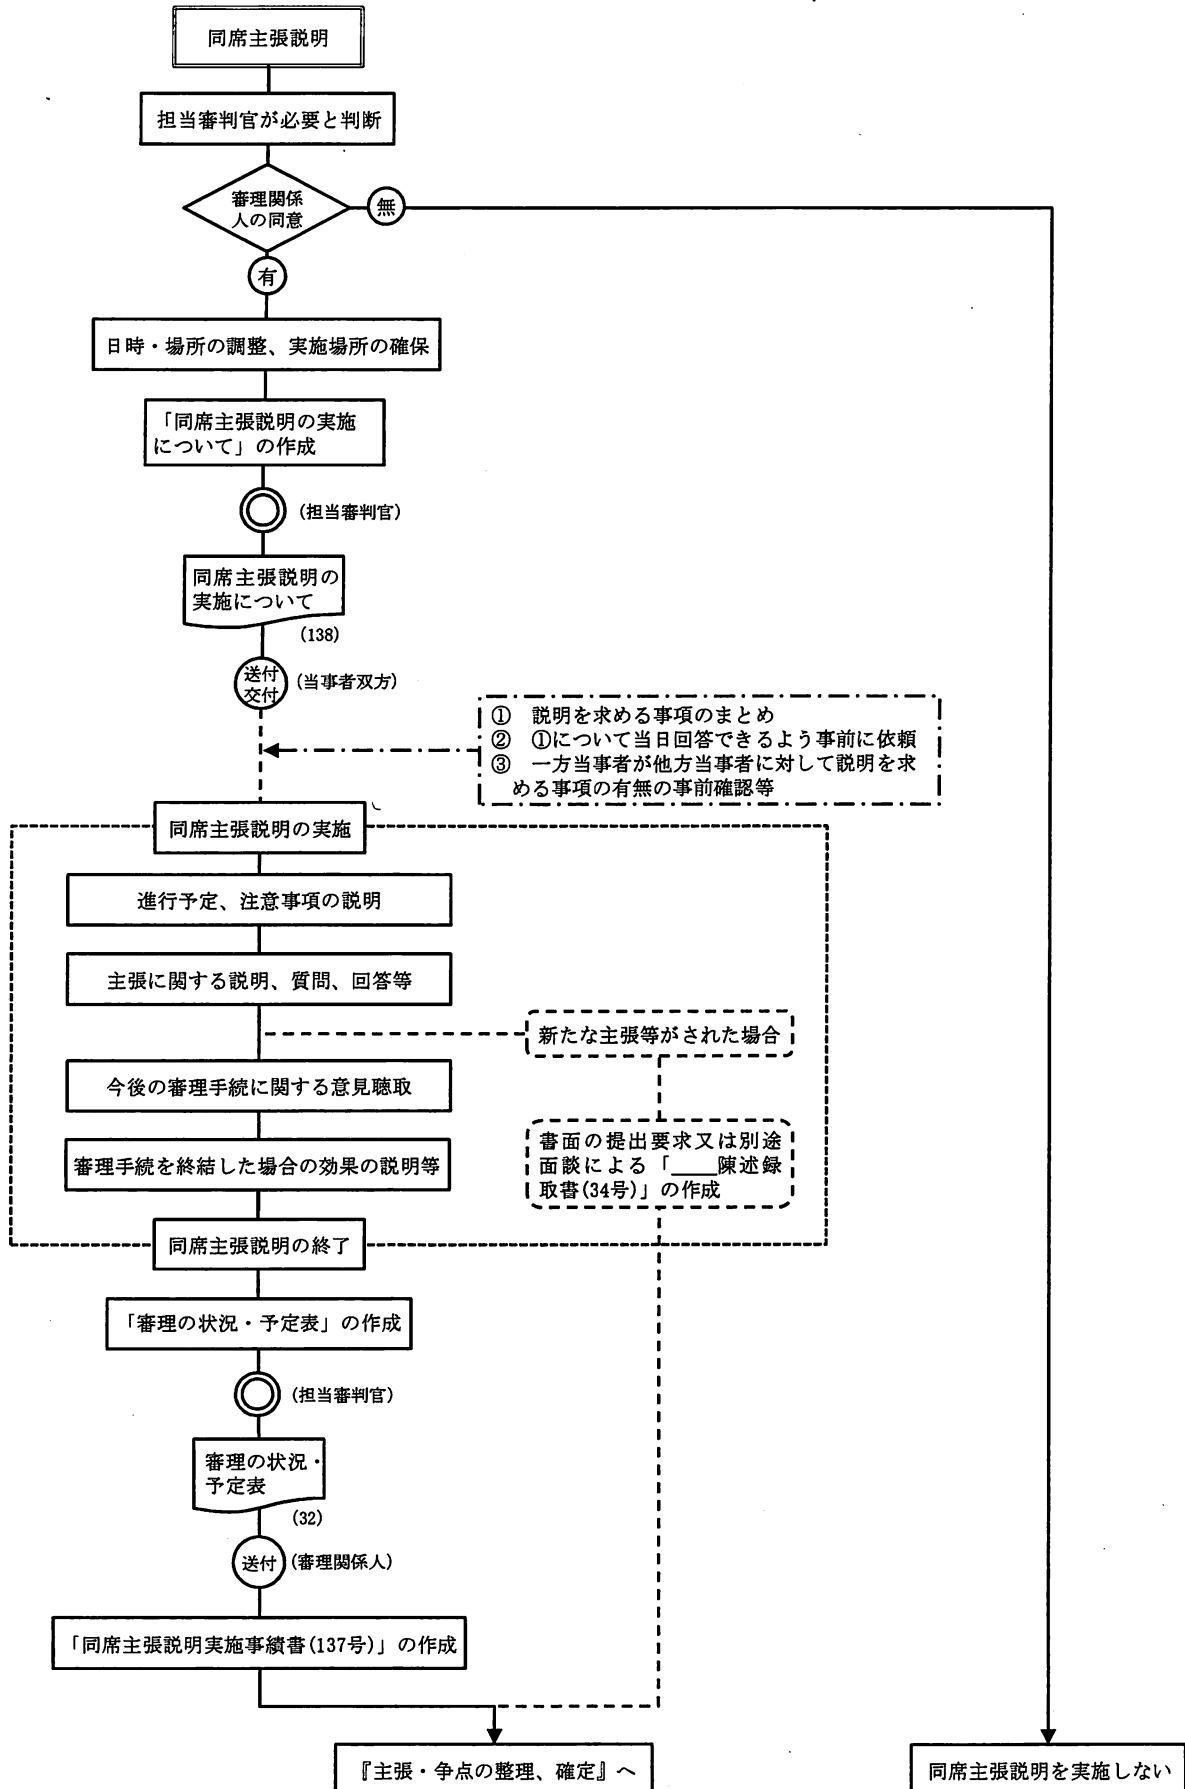 同席主張説明
担当審判官が必要と判断
審理関係
人の同意
無
有
日時・場所の調整、実施場所の確保
「同席主張説明の実施
について」の作成
(担当審判官)
同席主張説明の
実施について
(138)
送付
交付
(当事者双方)
① 説明を求める事項のまとめ
② ①について当日回答できるよう事前に依頼
③ 一方当事者が他方当事者に対して説明を求
める事項の有無の事前確認等
同席主張説明の実施
進行予定、注意事項の説明
主張に関する説明、質問、回答等
新たな主張等がされた場合
今後の審理手続に関する意見聴取
書面の提出要求又は別途
面談による「____陳述録
取書(34号)」の作成
審理手続を終結した場合の効果の説明等
同席主張説明の終了
「審理の状況・予定表」の作成
(担当審判官)
審理の状況・
予定表
(32)
送付
(審理関係人)
「同席主張説明実施事績書(137号)」の作成
『主張・争点の整理、確定』へ
同席主張説明を実施しない